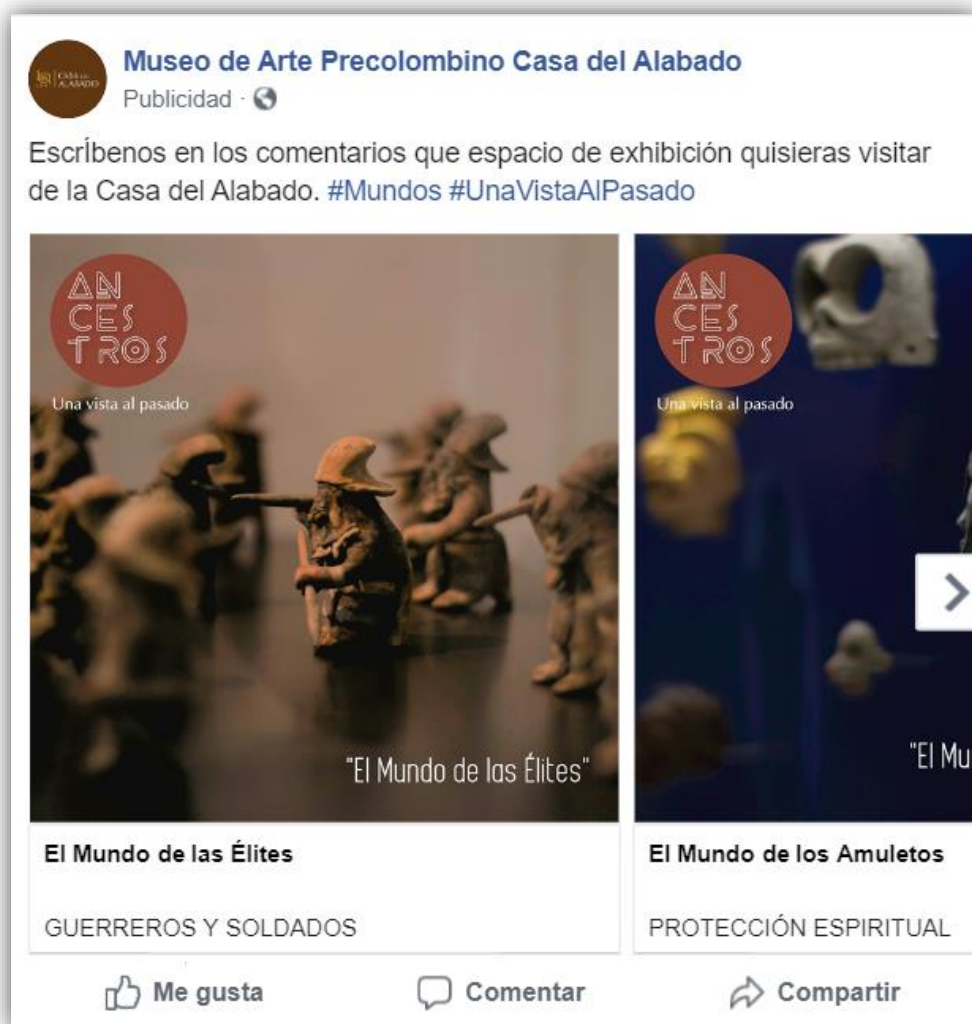 CASA DEL
ALABADO
Museo de Arte Precolombino Casa del Alabado
Publicidad ·
EscrÍbenos en los comentarios que espacio de exhibición quisieras visitar
de la Casa del Alabado. #Mundos #UnaVistaAlPasado
AN
CES
TROS
Una vista al pasado
"El Mundo de las Élites"
El Mundo de las Élites
GUERREROS Y SOLDADOS
AN
CES
TROS
Una vista al pasado
"El Mu
El Mundo de los Amuletos
PROTECCIÓN ESPIRITUAL
Me gusta
Comentar
Compartir